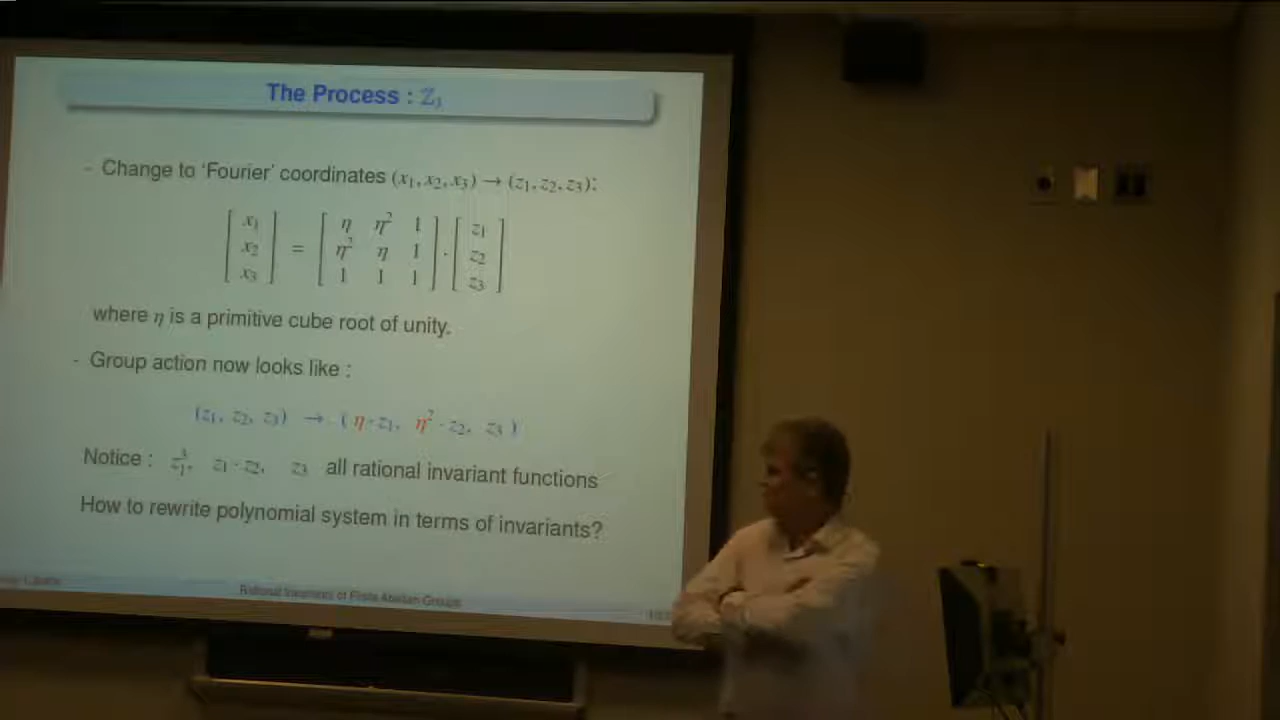 The Process : ℤ₃
- Change to ‘Fourier’ coordinates (x₁, x₂, x₃) → (z₁, z₂, z₃):
[ x₁ ; x₂ ; x₃ ] = [ η η² 1 ; η² η 1 ; 1 1 1 ] · [ z₁ ; z₂ ; z₃ ]
where η is a primitive cube root of unity.
- Group action now looks like :
(z₁, z₂, z₃) → ( η · z₁, η² · z₂, z₃ )
Notice : z₁³, z₁ · z₂, z₃ all rational invariant functions
How to rewrite polynomial system in terms of invariants?
Rational Invariants of Finite Abelian Groups